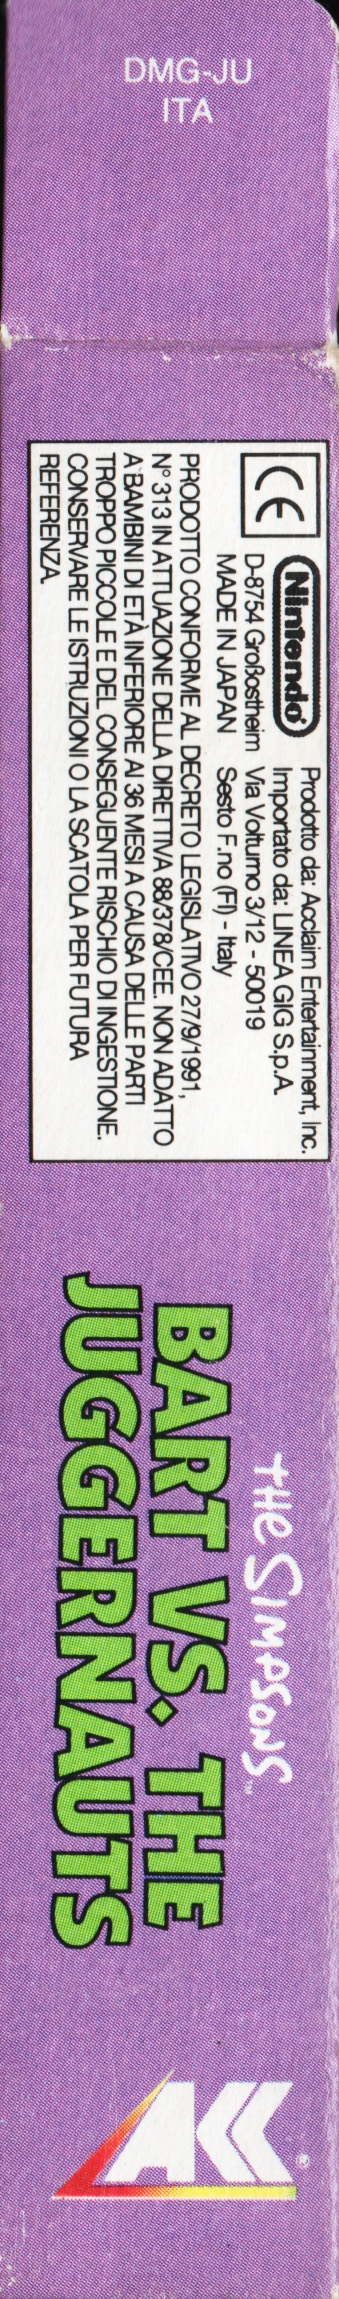 DMG-JU
ITA
CE
Nintendo®
D-8754 Großostheim
MADE IN JAPAN
Prodotto da: Acclaim Entertainment, Inc.
Importato da: LINEA GIG S.p.A.
Via Volturno 3/12 - 50019
Sesto F.no (FI) - Italy
PRODOTTO CONFORME AL DECRETO LEGISLATIVO 27/9/1991,
N° 313 IN ATTUAZIONE DELLA DIRETTIVA 88/378/CEE. NON ADATTO
A BAMBINI DI ETÀ INFERIORE AI 36 MESI A CAUSA DELLE PARTI
TROPPO PICCOLE E DEL CONSEGUENTE RISCHIO DI INGESTIONE.
CONSERVARE LE ISTRUZIONI O LA SCATOLA PER FUTURA
REFERENZA.
THE SIMPSONS™
BART VS. THE
JUGGERNAUTS
®